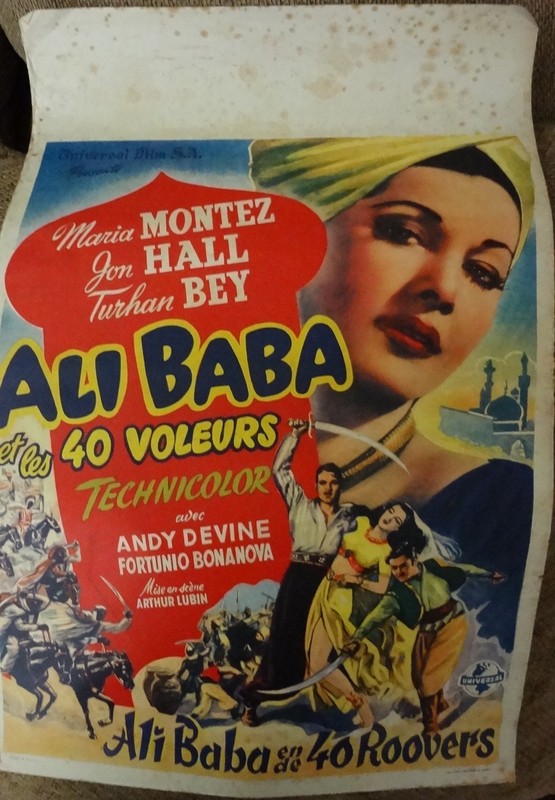 Universal Film S.A.
Présente
Maria MONTEZ
Jon HALL
Turhan BEY
ALI BABA
et les 40 VOLEURS
TECHNICOLOR
avec
ANDY DEVINE
FORTUNIO BONANOVA
Mise en scène
ARTHUR LUBIN
UNIVERSAL
Ali Baba en de 40 Roovers